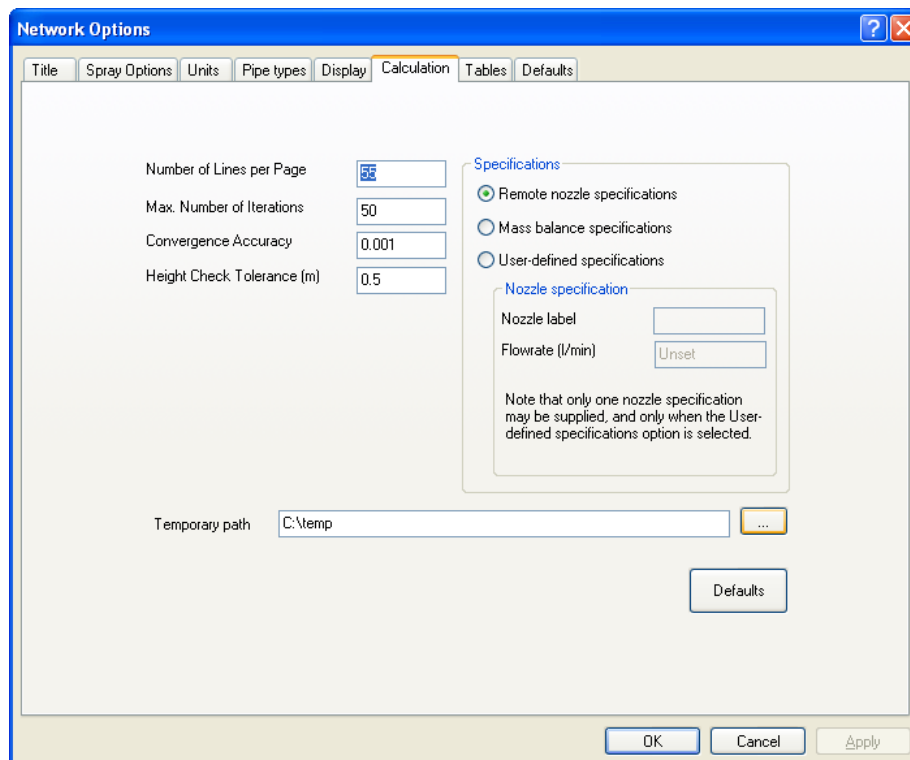 Network Options
Title Spray Options Units Pipe types Display Calculation Tables Defaults
Number of Lines per Page 55
Max. Number of Iterations 50
Convergence Accuracy 0.001
Height Check Tolerance (m) 0.5
Specifications
Remote nozzle specifications
Mass balance specifications
User-defined specifications
Nozzle specification
Nozzle label
Flowrate (l/min) Unset
Note that only one nozzle specification
may be supplied, and only when the User-
defined specifications option is selected.
Temporary path C:\temp ...
Defaults
OK Cancel Apply